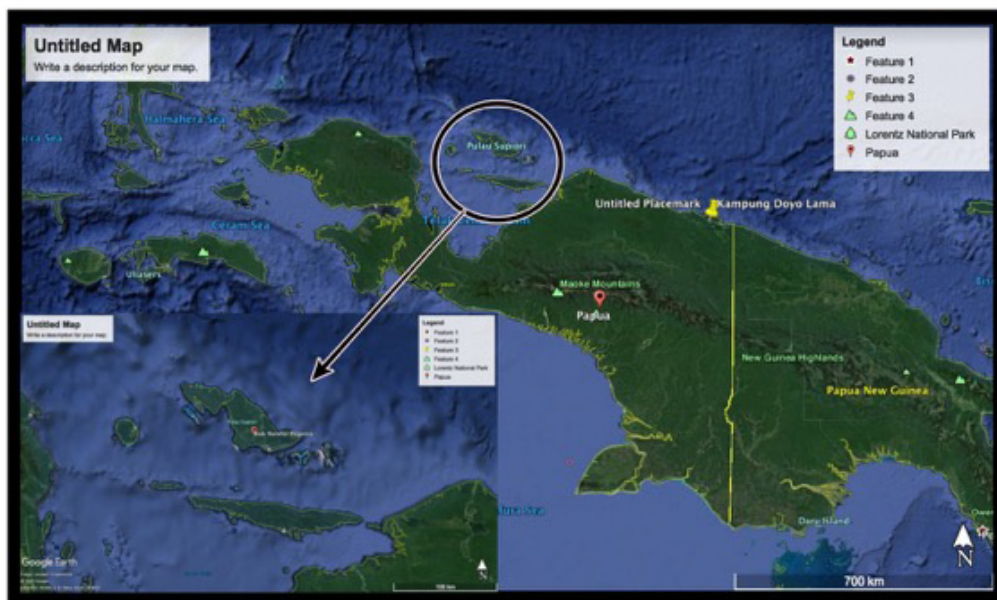 Untitled Map
Write a description for your map.
Legend
Feature 1
Feature 2
Feature 3
Feature 4
Lorentz National Park
Papua
Halmahera Sea
Pulau Supiori
Untitled Placemark
Kampung Doyo Lama
Ceram Sea
Maoke Mountains
Papua
New Guinea Highlands
Papua New Guinea
Daru Island
N
700 km
Untitled Map
Write a description for your map.
Legend
Feature 1
Feature 2
Feature 3
Feature 4
Lorentz National Park
Papua
Google Earth
N